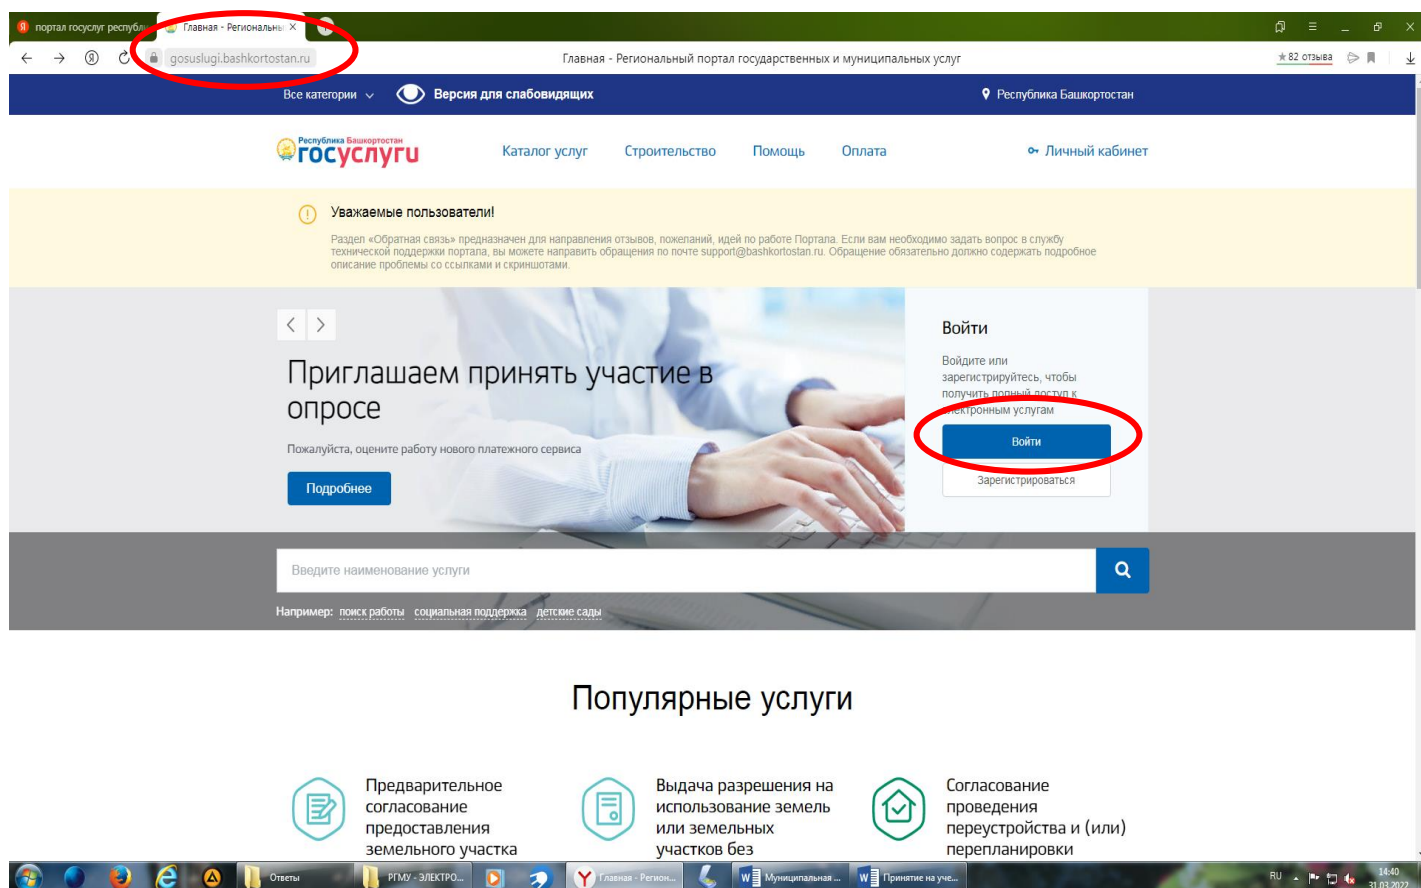 портал госуслуг республ
Главная - Региональны
gosuslugi.bashkortostan.ru
Главная - Региональный портал государственных и муниципальных услуг
82 отзыва
Все категории
Версия для слабовидящих
Республика Башкортостан
Республика Башкортостан
госуслуги
Каталог услуг
Строительство
Помощь
Оплата
Личный кабинет
Уважаемые пользователи!
Раздел «Обратная связь» предназначен для направления отзывов, пожеланий, идей по работе Портала. Если вам необходимо задать вопрос в службу
технической поддержки портала, вы можете направить обращения по почте support@bashkortostan.ru. Обращение обязательно должно содержать подробное
описание проблемы со ссылками и скриншотами.
Приглашаем принять участие в
опросе
Пожалуйста, оцените работу нового платежного сервиса
Подробнее
Войти
Войдите или
зарегистрируйтесь, чтобы
получить полный доступ к
электронным услугам
Войти
Зарегистрироваться
Введите наименование услуги
Например: поиск работы социальная поддержка детские сады
Популярные услуги
Предварительное
согласование
предоставления
земельного участка
Выдача разрешения на
использование земель
или земельных
участков без
Согласование
проведения
переустройства и (или)
перепланировки
Ответы
РГМУ - ЭЛЕКТРО...
Главная - Регион...
Муниципальная ...
Принятие на уче...
RU
14:40
31.03.2022